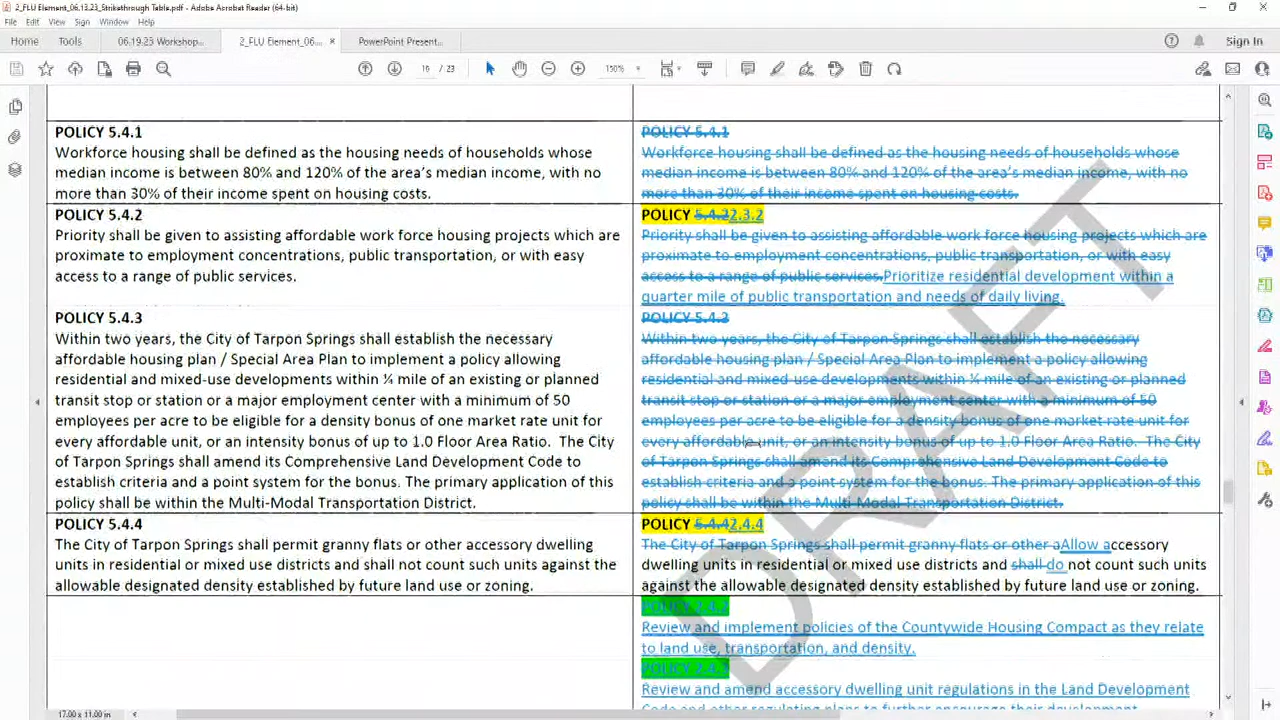 2_FLU Element_06.13.23_Strikethrough Table.pdf - Adobe Acrobat Reader (64-bit)
File Edit View Sign Window Help
Home Tools 06.19.23 Workshop... 2_FLU Element_06... × PowerPoint Present...
Sign In
16 / 23 150%
POLICY 5.4.1
Workforce housing shall be defined as the housing needs of households whose
median income is between 80% and 120% of the area's median income, with no
more than 30% of their income spent on housing costs.
POLICY 5.4.1
Workforce housing shall be defined as the housing needs of households whose
median income is between 80% and 120% of the area's median income, with no
more than 30% of their income spent on housing costs.
POLICY 5.4.2
Priority shall be given to assisting affordable work force housing projects which are
proximate to employment concentrations, public transportation, or with easy
access to a range of public services.
POLICY 5.4.22.3.2
Priority shall be given to assisting affordable work force housing projects which are
proximate to employment concentrations, public transportation, or with easy
access to a range of public services.Prioritize residential development within a
quarter mile of public transportation and needs of daily living.
POLICY 5.4.3
Within two years, the City of Tarpon Springs shall establish the necessary
affordable housing plan / Special Area Plan to implement a policy allowing
residential and mixed-use developments within ¼ mile of an existing or planned
transit stop or station or a major employment center with a minimum of 50
employees per acre to be eligible for a density bonus of one market rate unit for
every affordable unit, or an intensity bonus of up to 1.0 Floor Area Ratio. The City
of Tarpon Springs shall amend its Comprehensive Land Development Code to
establish criteria and a point system for the bonus. The primary application of this
policy shall be within the Multi-Modal Transportation District.
POLICY 5.4.3
Within two years, the City of Tarpon Springs shall establish the necessary
affordable housing plan / Special Area Plan to implement a policy allowing
residential and mixed-use developments within ¼ mile of an existing or planned
transit stop or station or a major employment center with a minimum of 50
employees per acre to be eligible for a density bonus of one market rate unit for
every affordable unit, or an intensity bonus of up to 1.0 Floor Area Ratio. The City
of Tarpon Springs shall amend its Comprehensive Land Development Code to
establish criteria and a point system for the bonus. The primary application of this
policy shall be within the Multi-Modal Transportation District.
POLICY 5.4.4
The City of Tarpon Springs shall permit granny flats or other accessory dwelling
units in residential or mixed use districts and shall not count such units against the
allowable designated density established by future land use or zoning.
POLICY 5.4.42.4.4
The City of Tarpon Springs shall permit granny flats or other aAllow accessory
dwelling units in residential or mixed use districts and shall do not count such units
against the allowable designated density established by future land use or zoning.
POLICY 2.4.2
Review and implement policies of the Countywide Housing Compact as they relate
to land use, transportation, and density.
POLICY 2.4.3
Review and amend accessory dwelling unit regulations in the Land Development
Code and other regulating plans to further encourage their development.
DRAFT
17.00 x 11.00 in